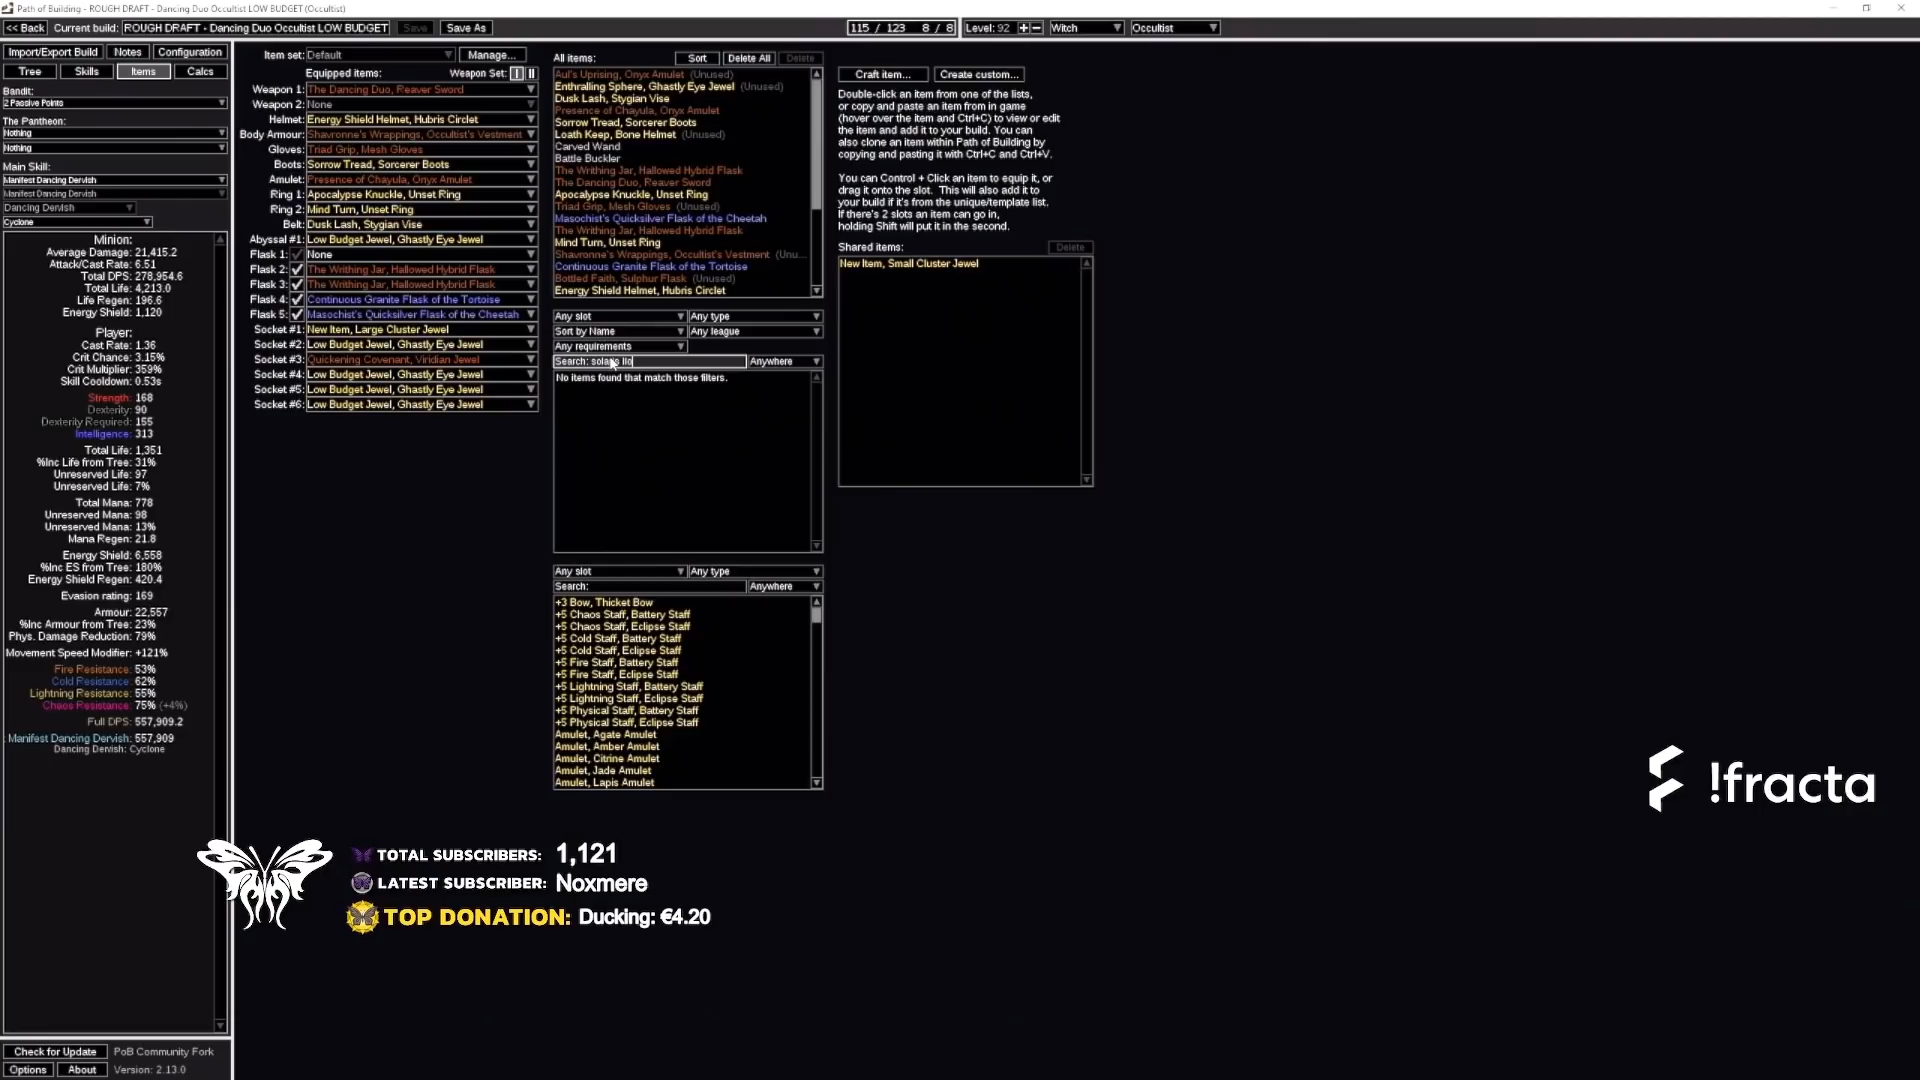 Path of Building - ROUGH DRAFT - Dancing Duo Occultist LOW BUDGET (Occultist)
<< Back Current build: ROUGH DRAFT - Dancing Duo Occultist LOW BUDGET Save Save As 115 / 123 8 / 8 Level: 92 Witch Occultist
Import/Export Build Notes Configuration
Tree Skills Items Calcs
Bandit:
2 Passive Points
The Pantheon:
Nothing
Nothing
Main Skill:
Manifest Dancing Dervish
Manifest Dancing Dervish
Dancing Dervish
Cyclone
Minion:
Average Damage: 21,415.2
Attack/Cast Rate: 6.51
Total DPS: 278,954.6
Total Life: 4,213.0
Life Regen: 196.6
Energy Shield: 1,120
Player:
Cast Rate: 1.36
Crit Chance: 3.15%
Crit Multiplier: 359%
Skill Cooldown: 0.53s
Strength: 168
Dexterity: 90
Dexterity Required: 155
Intelligence: 313
Total Life: 1,351
%Inc Life from Tree: 31%
Unreserved Life: 97
Unreserved Life: 7%
Total Mana: 778
Unreserved Mana: 98
Unreserved Mana: 13%
Mana Regen: 21.8
Energy Shield: 6,558
%Inc ES from Tree: 180%
Energy Shield Regen: 420.4
Evasion rating: 169
Armour: 22,557
%Inc Armour from Tree: 23%
Phys. Damage Reduction: 79%
Movement Speed Modifier: +121%
Fire Resistance: 53%
Cold Resistance: 62%
Lightning Resistance: 55%
Chaos Resistance: 75% (+4%)
Full DPS: 557,909.2
Manifest Dancing Dervish: 557,909
Dancing Dervish: Cyclone
Check for Update PoB Community Fork
Options About Version: 2.13.0
Item set: Default Manage...
Equipped items: Weapon Set: I II
Weapon 1: The Dancing Duo, Reaver Sword
Weapon 2: None
Helmet: Energy Shield Helmet, Hubris Circlet
Body Armour: Shavronne's Wrappings, Occultist's Vestment
Gloves: Triad Grip, Mesh Gloves
Boots: Sorrow Tread, Sorcerer Boots
Amulet: Presence of Chayula, Onyx Amulet
Ring 1: Apocalypse Knuckle, Unset Ring
Ring 2: Mind Turn, Unset Ring
Belt: Dusk Lash, Stygian Vise
Abyssal #1: Low Budget Jewel, Ghastly Eye Jewel
Flask 1: None
Flask 2: The Writhing Jar, Hallowed Hybrid Flask
Flask 3: The Writhing Jar, Hallowed Hybrid Flask
Flask 4: Continuous Granite Flask of the Tortoise
Flask 5: Masochist's Quicksilver Flask of the Cheetah
Socket #1: New Item, Large Cluster Jewel
Socket #2: Low Budget Jewel, Ghastly Eye Jewel
Socket #3: Quickening Covenant, Viridian Jewel
Socket #4: Low Budget Jewel, Ghastly Eye Jewel
Socket #5: Low Budget Jewel, Ghastly Eye Jewel
Socket #6: Low Budget Jewel, Ghastly Eye Jewel
All items: Sort Delete All Delete
Aul's Uprising, Onyx Amulet (Unused)
Enthralling Sphere, Ghastly Eye Jewel (Unused)
Dusk Lash, Stygian Vise
Presence of Chayula, Onyx Amulet
Sorrow Tread, Sorcerer Boots
Loath Keep, Bone Helmet (Unused)
Carved Wand
Battle Buckler
The Writhing Jar, Hallowed Hybrid Flask
The Dancing Duo, Reaver Sword
Apocalypse Knuckle, Unset Ring
Triad Grip, Mesh Gloves (Unused)
Masochist's Quicksilver Flask of the Cheetah
The Writhing Jar, Hallowed Hybrid Flask
Mind Turn, Unset Ring
Shavronne's Wrappings, Occultist's Vestment (Unu...
Continuous Granite Flask of the Tortoise
Bottled Faith, Sulphur Flask (Unused)
Energy Shield Helmet, Hubris Circlet
Any slot Any type
Sort by Name Any league
Any requirements
Search: Anywhere
No items found that match those filters.
Any slot Any type
Search: Anywhere
+3 Bow, Thicket Bow
+5 Chaos Staff, Battery Staff
+5 Chaos Staff, Eclipse Staff
+5 Cold Staff, Battery Staff
+5 Cold Staff, Eclipse Staff
+5 Fire Staff, Battery Staff
+5 Fire Staff, Eclipse Staff
+5 Lightning Staff, Battery Staff
+5 Lightning Staff, Eclipse Staff
+5 Physical Staff, Battery Staff
+5 Physical Staff, Eclipse Staff
Amulet, Agate Amulet
Amulet, Amber Amulet
Amulet, Citrine Amulet
Amulet, Jade Amulet
Amulet, Lapis Amulet
Craft item... Create custom...
Double-click an item from one of the lists,
or copy and paste an item from in game
(hover over the item and Ctrl+C) to view or edit
the item and add it to your build. You can
also clone an item within Path of Building by
copying and pasting it with Ctrl+C and Ctrl+V.
You can Control + Click an item to equip it, or
drag it onto the slot. This will also add it to
your build if it's from the unique/template list.
If there's 2 slots an item can go in,
holding Shift will put it in the second.
Shared items: Delete
New Item, Small Cluster Jewel
!fracta
TOTAL SUBSCRIBERS: 1,121
LATEST SUBSCRIBER: Noxmere
TOP DONATION: Ducking: €4.20